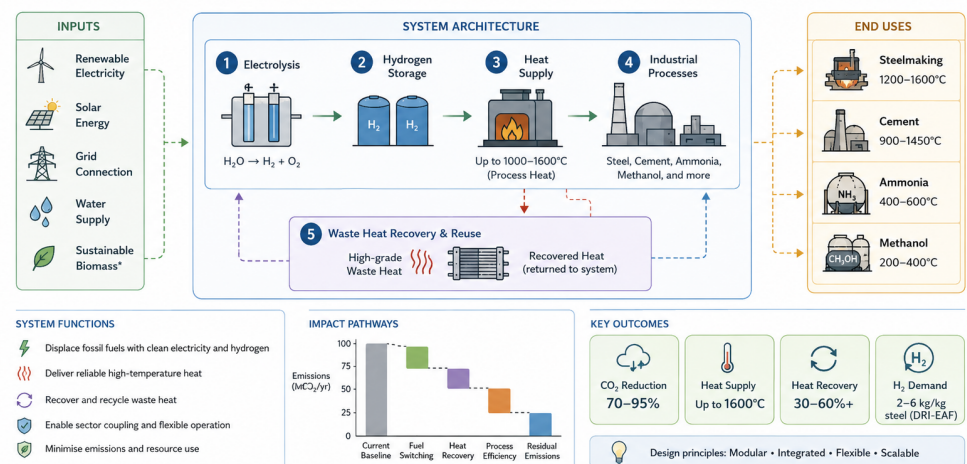 INPUTS
Renewable
Electricity
Solar
Energy
Grid
Connection
Water
Supply
Sustainable
Biomass*
SYSTEM ARCHITECTURE
1 Electrolysis
H₂O → H₂ + O₂
2 Hydrogen
Storage
H₂ H₂
3 Heat
Supply
Up to 1000–1600°C
(Process Heat)
4 Industrial
Processes
Steel, Cement, Ammonia,
Methanol, and more
5 Waste Heat Recovery & Reuse
High-grade
Waste Heat
Recovered Heat
(returned to system)
END USES
Steelmaking
1200–1600°C
Cement
900–1450°C
NH₃
Ammonia
400–600°C
CH₃OH
Methanol
200–400°C
SYSTEM FUNCTIONS
Displace fossil fuels with clean electricity and hydrogen
Deliver reliable high-temperature heat
Recover and recycle waste heat
Enable sector coupling and flexible operation
Minimise emissions and resource use
IMPACT PATHWAYS
Emissions
100
75
50
25
0
Current
Baseline
Fuel
Switching
Heat
Recovery
Process
Efficiency
Residual
Emissions
KEY OUTCOMES
CO₂ Reduction
70–95%
Heat Supply
Up to 1600°C
Heat Recovery
30–60%+
H₂
H₂ Demand
2–6 kg/kg
steel (DRI-EAF)
Design principles: Modular • Integrated • Flexible • Scalable